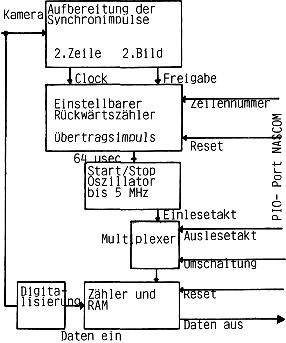 Kamera
Aufbereitung der
Synchronimpulse
2.Zeile 2.Bild
Clock Freigabe
Einstellbarer
Rückwärtszähler
Übertragsimpuls
Zeilennummer
Reset
64 µsec
Start/Stop
Oszillator
bis 5 MHz
PIO- Port NASCOM
Einlesetakt
Multiplexer
Auslesetakt
Umschaltung
Digita-
lisierung
Zähler und
RAM
Reset
Daten ein
Daten aus